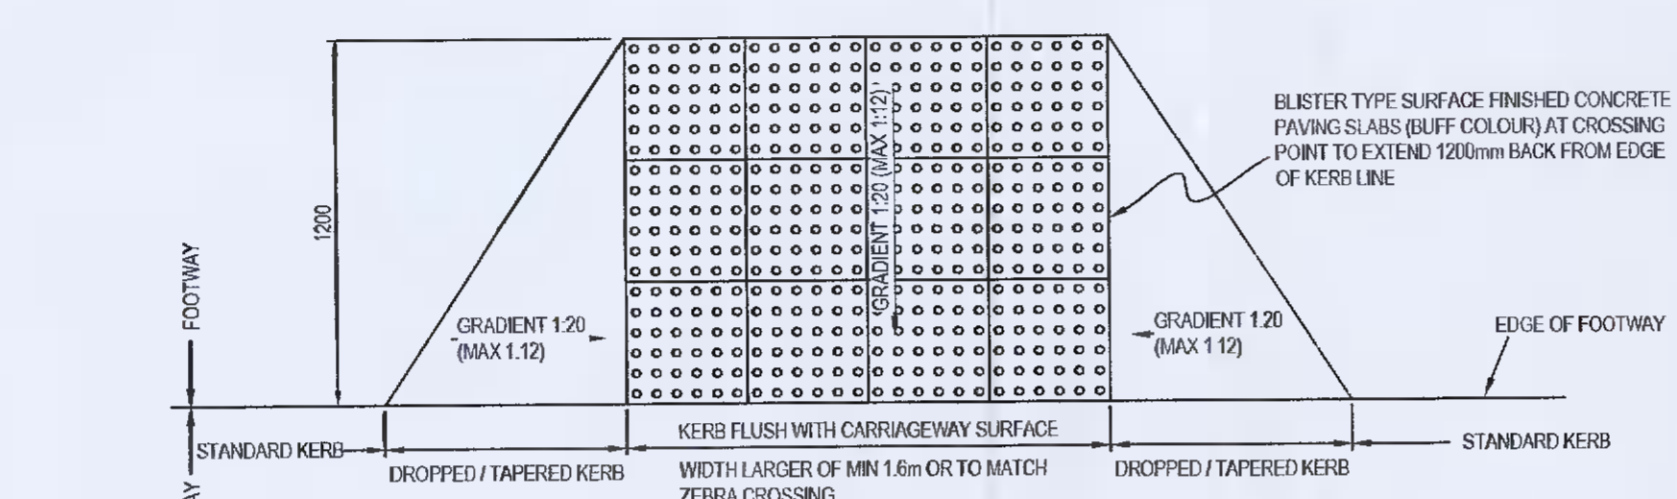 BLISTER TYPE SURFACE FINISHED CONCRETE
PAVING SLABS (BUFF COLOUR) AT CROSSING
POINT TO EXTEND 1200mm BACK FROM EDGE
OF KERB LINE
1200
FOOTWAY
GRADIENT 1:20 (MAX 1:12)
GRADIENT 1:20
(MAX 1.12)
GRADIENT 1.20
(MAX 1 12)
EDGE OF FOOTWAY
STANDARD KERB
DROPPED / TAPERED KERB
KERB FLUSH WITH CARRIAGEWAY SURFACE
WIDTH LARGER OF MIN 1.6m OR TO MATCH
ZEBRA CROSSING
DROPPED / TAPERED KERB
STANDARD KERB